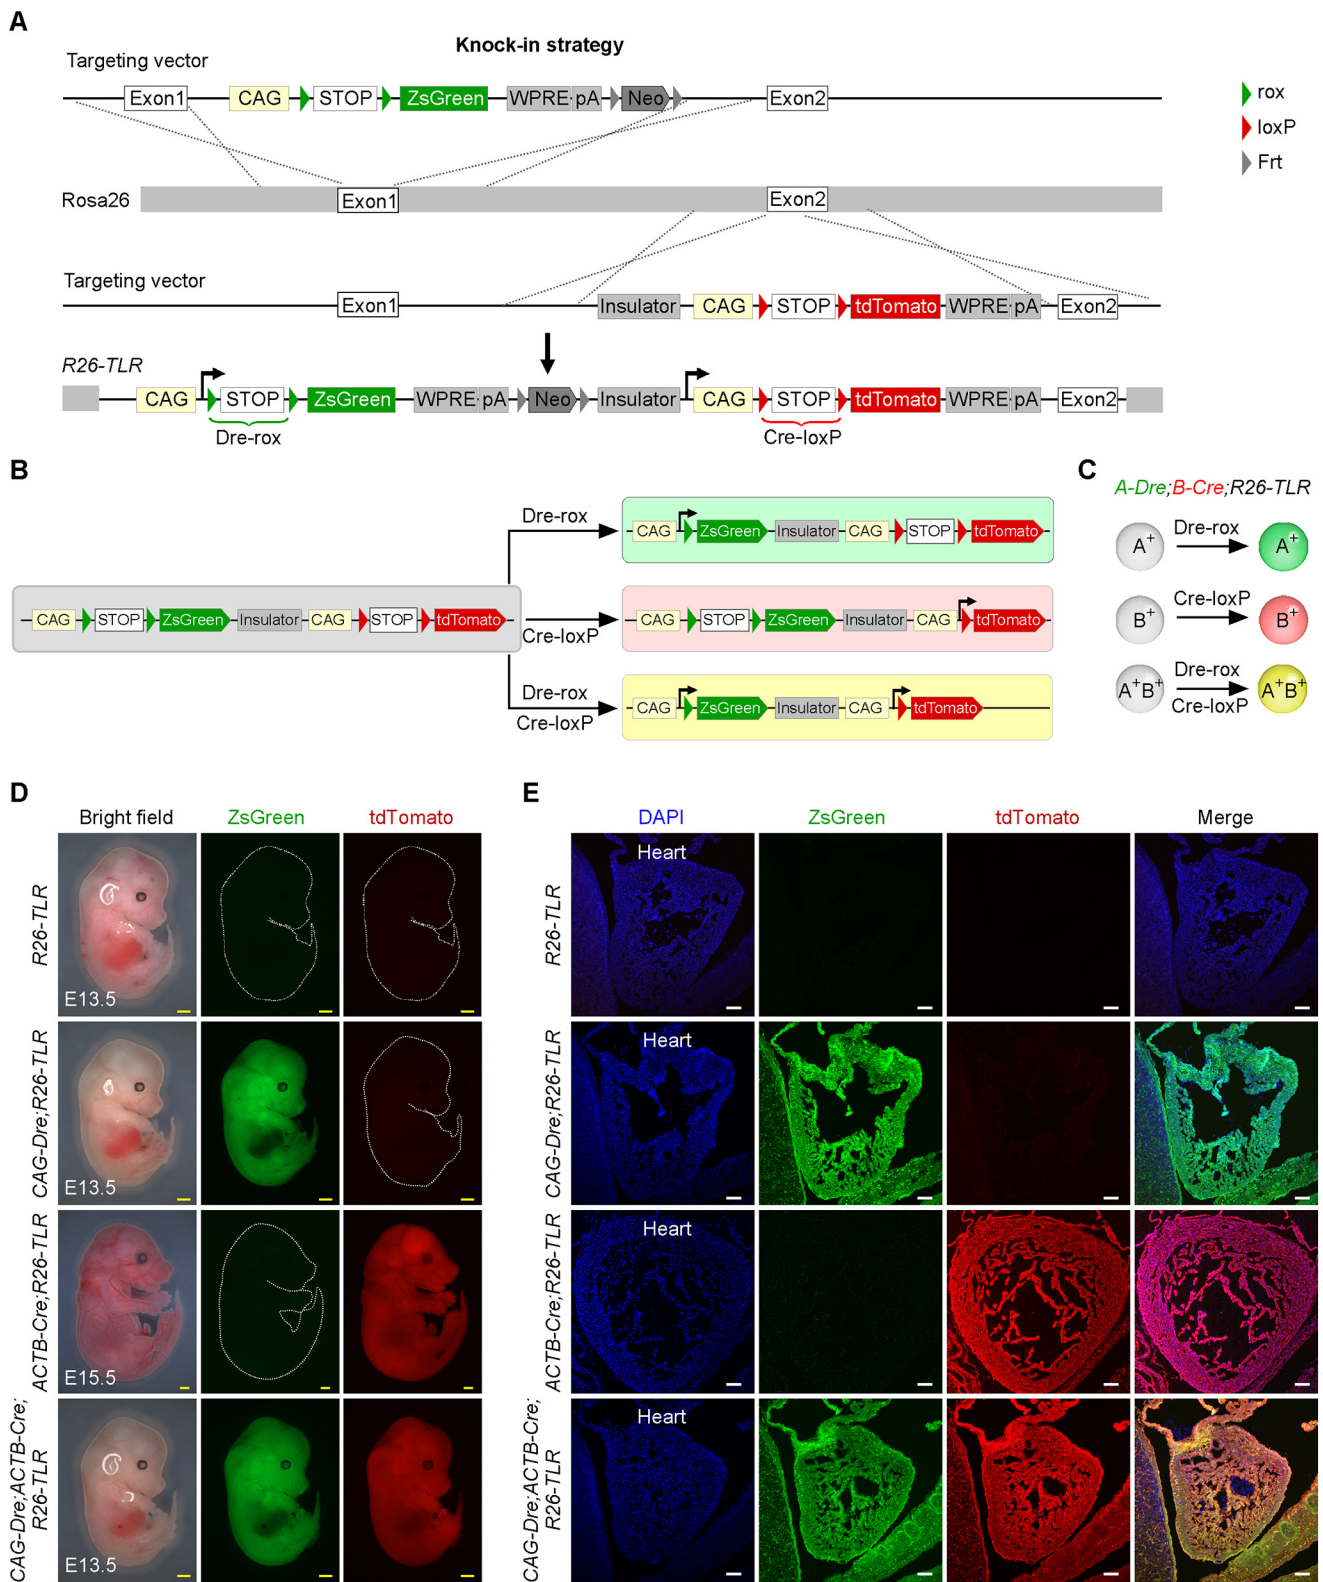 A
Knock-in strategy
Targeting vector
Exon1 CAG STOP ZsGreen WPRE pA Neo Exon2
rox
loxP
Frt
Rosa26 Exon1 Exon2
Targeting vector
Exon1 Insulator CAG STOP tdTomato WPRE pA Exon2
R26-TLR
CAG STOP ZsGreen WPRE pA Neo Insulator CAG STOP tdTomato WPRE pA Exon2
Dre-rox Cre-loxP
B
CAG STOP ZsGreen Insulator CAG STOP tdTomato
Dre-rox
CAG ZsGreen Insulator CAG STOP tdTomato
Cre-loxP
CAG STOP ZsGreen Insulator CAG tdTomato
Dre-rox
Cre-loxP
CAG ZsGreen Insulator CAG tdTomato
C
A-Dre;B-Cre;R26-TLR
A+ Dre-rox A+
B+ Cre-loxP B+
A+B+ Dre-rox Cre-loxP A+B+
D
Bright field ZsGreen tdTomato
R26-TLR
E13.5
CAG-Dre;R26-TLR
E13.5
ACTB-Cre;R26-TLR
E15.5
CAG-Dre;ACTB-Cre;
R26-TLR
E13.5
E
DAPI ZsGreen tdTomato Merge
R26-TLR
Heart
CAG-Dre;R26-TLR
Heart
ACTB-Cre;R26-TLR
Heart
CAG-Dre;ACTB-Cre;
R26-TLR
Heart